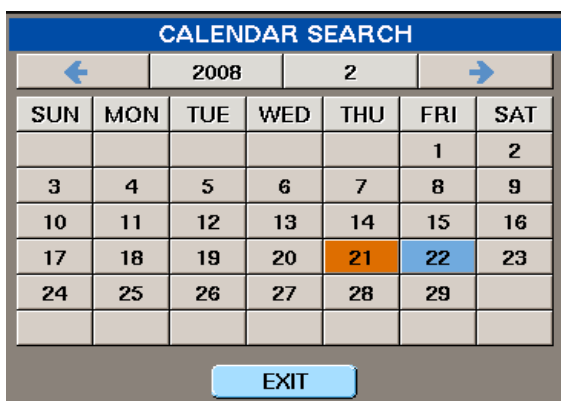 CALENDAR SEARCH
2008 2
SUN MON TUE WED THU FRI SAT
1 2
3 4 5 6 7 8 9
10 11 12 13 14 15 16
17 18 19 20 21 22 23
24 25 26 27 28 29
EXIT